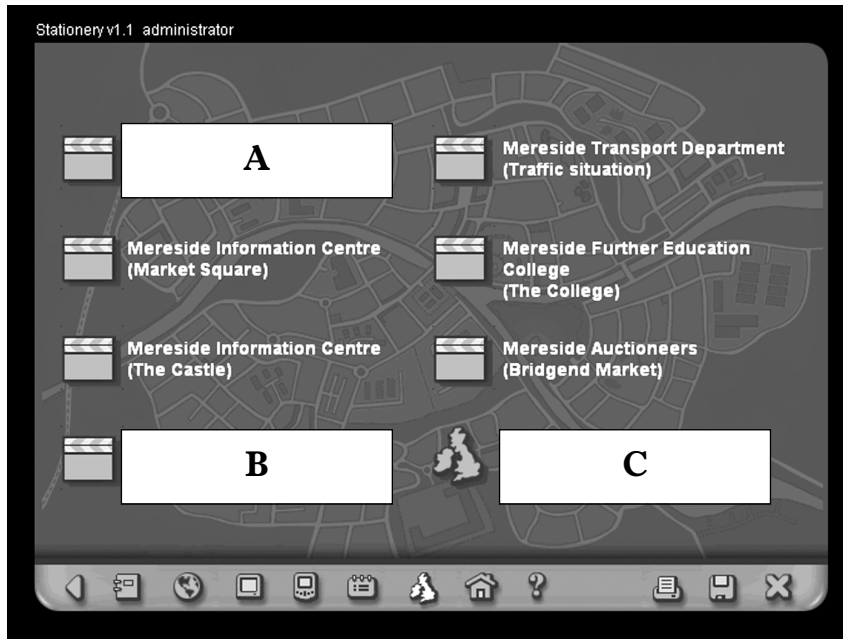 Stationery v1.1 administrator
A
Mereside Transport Department
(Traffic situation)
Mereside Information Centre
(Market Square)
Mereside Further Education
College
(The College)
Mereside Information Centre
(The Castle)
Mereside Auctioneers
(Bridgend Market)
B
C
?